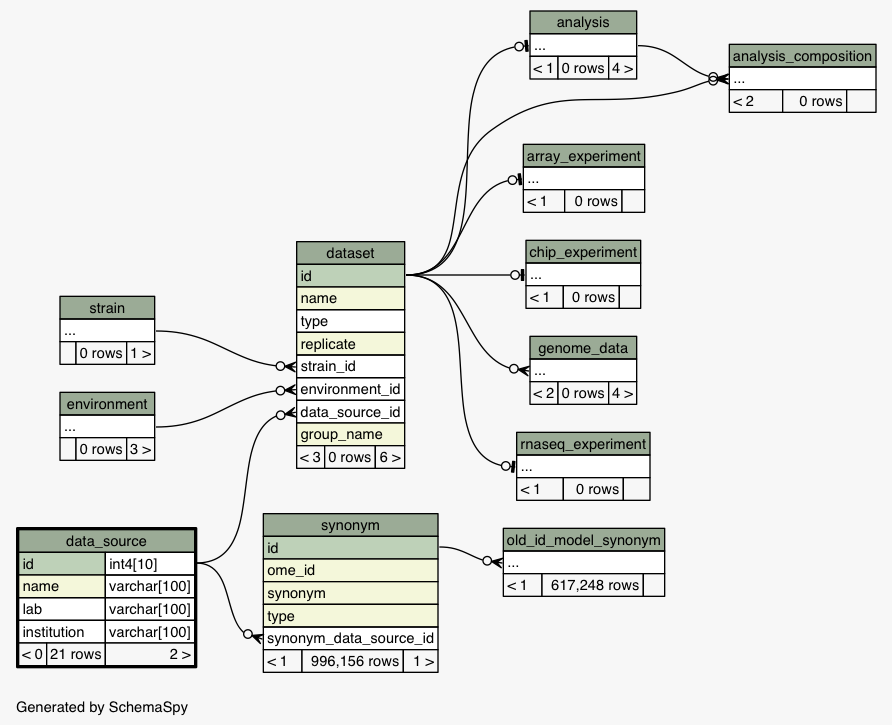 analysis
...
< 1 0 rows 4 >
analysis_composition
...
< 2 0 rows
array_experiment
...
< 1 0 rows
chip_experiment
...
< 1 0 rows
genome_data
...
< 2 0 rows 4 >
rnaseq_experiment
...
< 1 0 rows
dataset
id
name
type
replicate
strain_id
environment_id
data_source_id
group_name
< 3 0 rows 6 >
strain
...
0 rows 1 >
environment
...
0 rows 3 >
data_source
id int4[10]
name varchar[100]
lab varchar[100]
institution varchar[100]
< 0 21 rows 2 >
synonym
id
ome_id
synonym
type
synonym_data_source_id
< 1 996,156 rows 1 >
old_id_model_synonym
...
< 1 617,248 rows
Generated by SchemaSpy